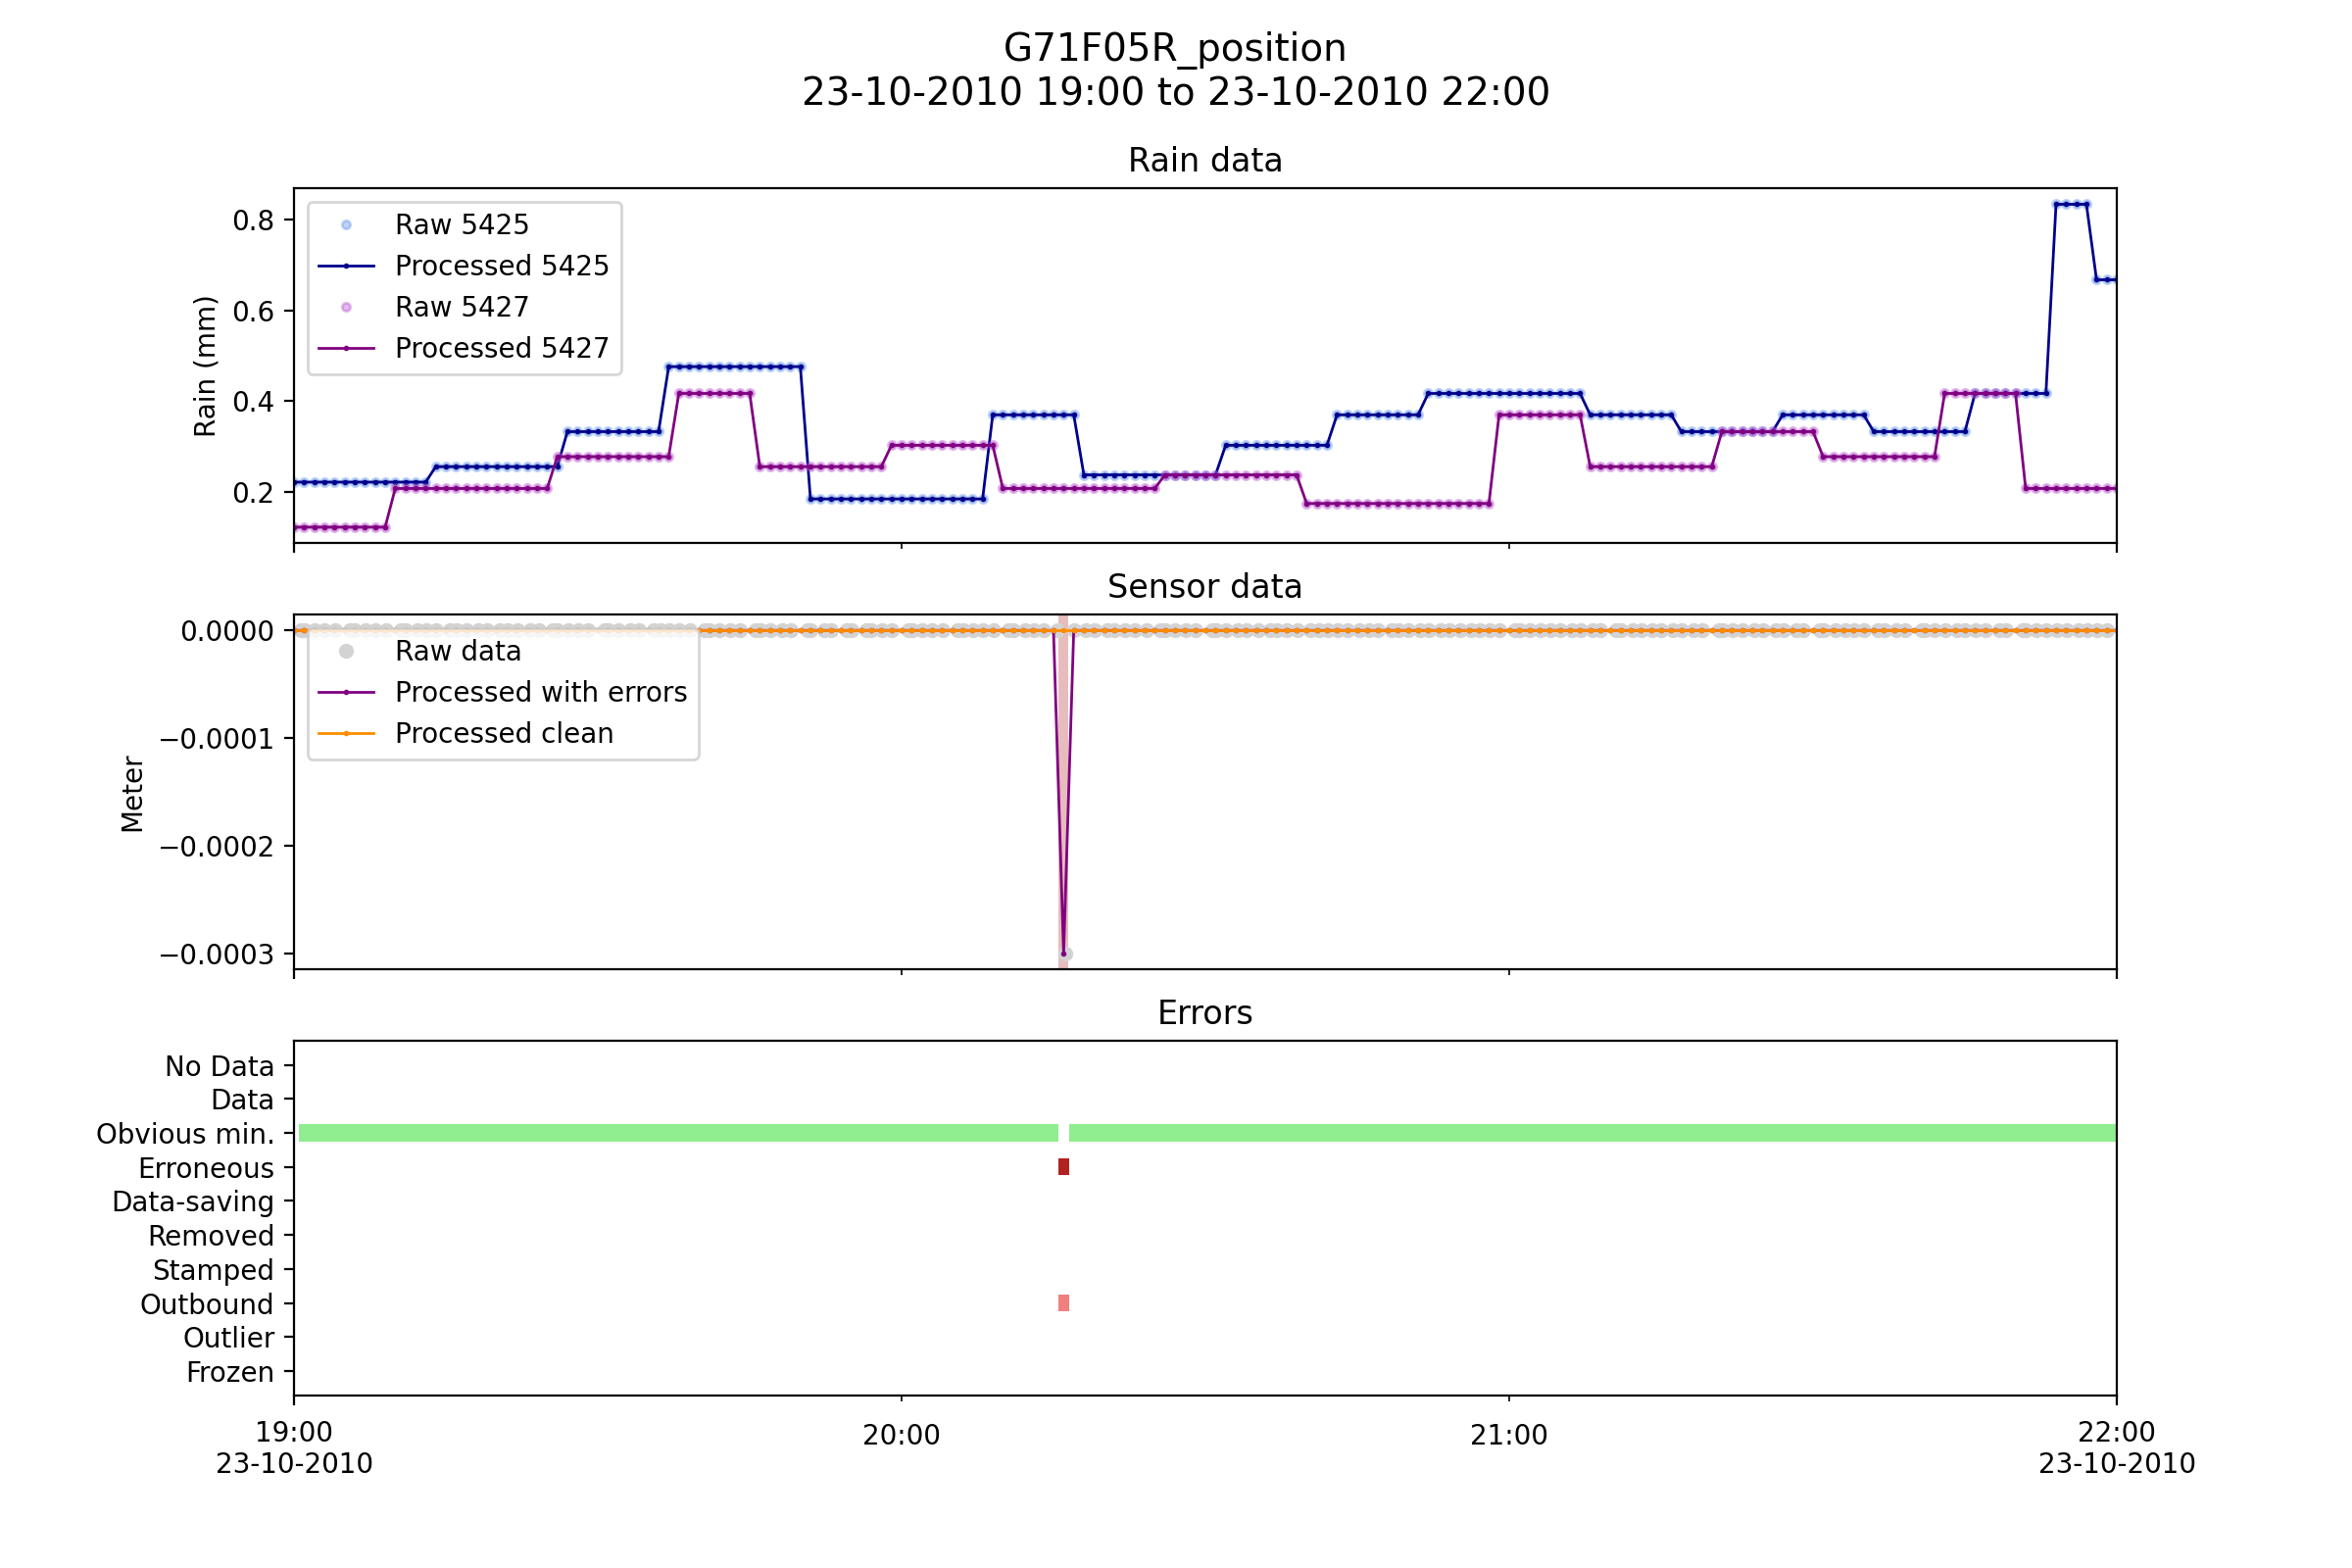 G71F05R_position
23-10-2010 19:00 to 23-10-2010 22:00
Rain data
0.8
0.6
0.4
0.2
Rain (mm)
Raw 5425
Processed 5425
Raw 5427
Processed 5427
Sensor data
0.0000
−0.0001
−0.0002
−0.0003
Meter
Raw data
Processed with errors
Processed clean
Errors
No Data
Data
Obvious min.
Erroneous
Data-saving
Removed
Stamped
Outbound
Outlier
Frozen
19:00
23-10-2010
20:00
21:00
22:00
23-10-2010